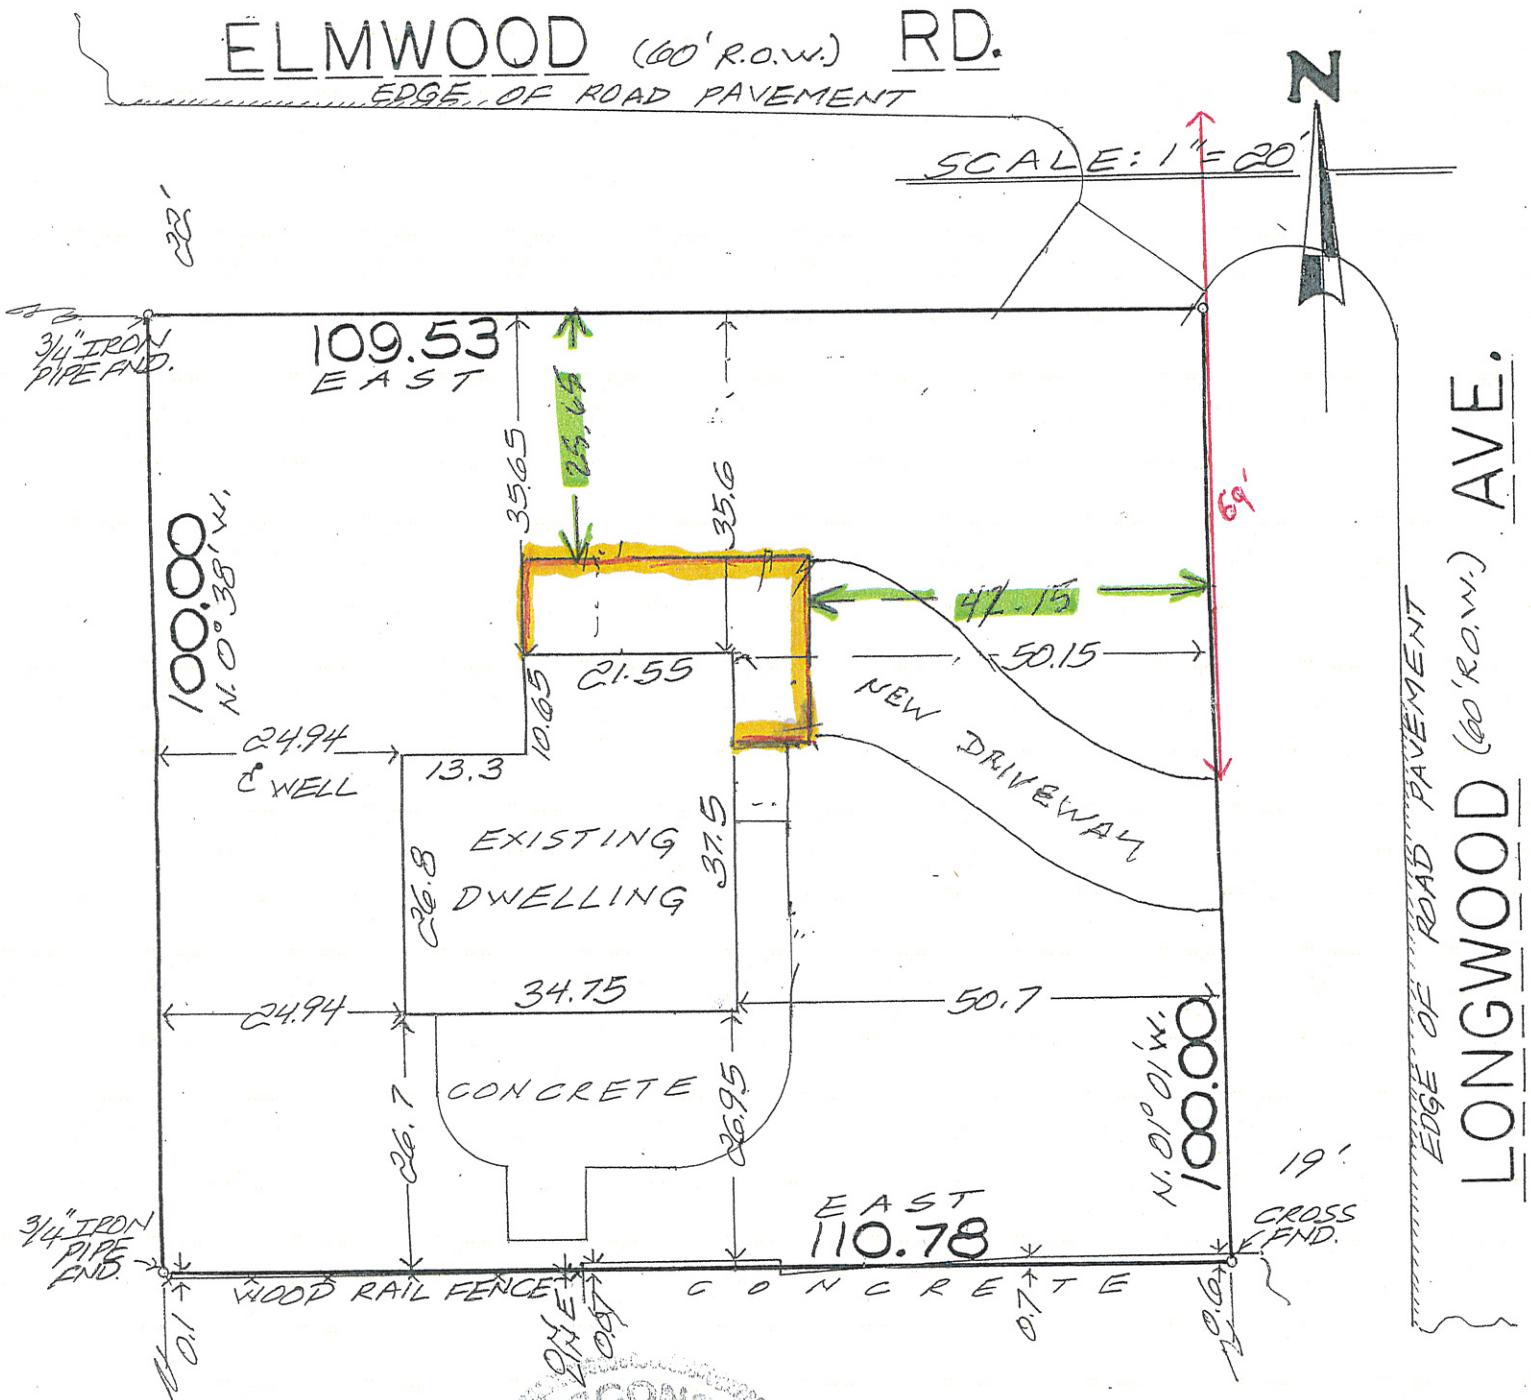 ELMWOOD (60' R.O.W.) RD.
EDGE OF ROAD PAVEMENT
N
SCALE: 1" = 20'
22'
3/4" IRON
PIPE FND.
109.53
EAST
35.65
25.65
35.6
69'
100.00
N. 0° 38' W.
42.15
50.15
21.55
10.65
24.94
℄ WELL
13.3
NEW DRIVEWAY
EXISTING
DWELLING
26.8
37.5
34.75
24.94
50.7
CONCRETE
26.7
26.95
N. 01° 01' W.
100.00
EAST
110.78
19'
CROSS
FND.
3/4" IRON
PIPE
FND.
WOOD RAIL FENCE
CONCRETE
0.1
ON
LINE
0.7
0.6
EDGE OF ROAD PAVEMENT
LONGWOOD (60' R.O.W.) AVE.